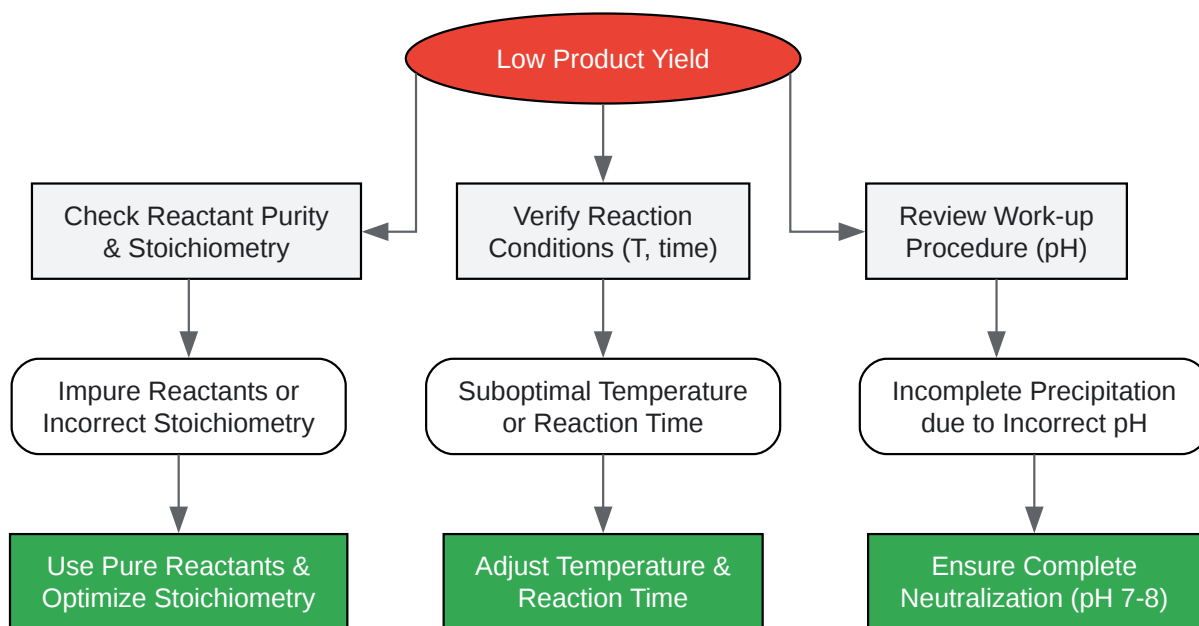 Low Product Yield
Check Reactant Purity
& Stoichiometry
Verify Reaction
Conditions (T, time)
Review Work-up
Procedure (pH)
Impure Reactants or
Incorrect Stoichiometry
Suboptimal Temperature
or Reaction Time
Incomplete Precipitation
due to Incorrect pH
Use Pure Reactants &
Optimize Stoichiometry
Adjust Temperature &
Reaction Time
Ensure Complete
Neutralization (pH 7-8)